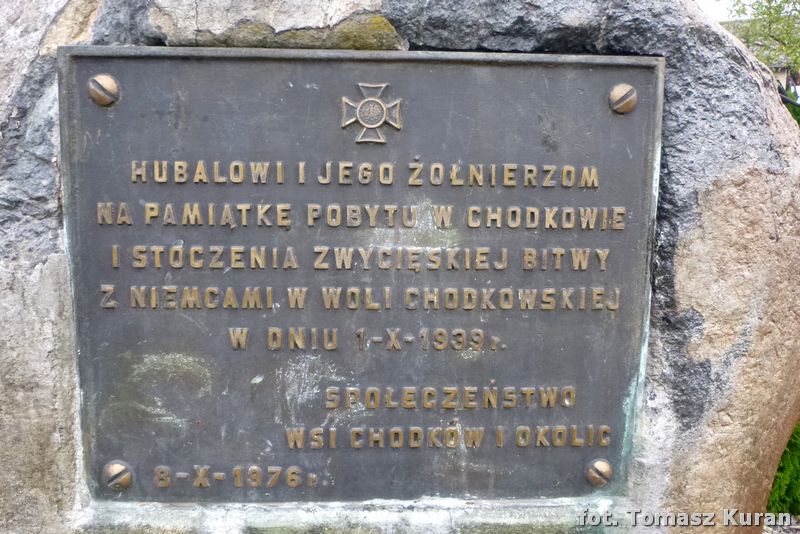 HUBALOWI I JEGO ŻOŁNIERZOM
NA PAMIĄTKĘ POBYTU W CHODKOWIE
I STOCZENIA ZWYCIĘSKIEJ BITWY
Z NIEMCAMI W WOLI CHODKOWSKIEJ
W DNIU 1-X-1939 r.
SPOŁECZEŃSTWO
WSI CHODKÓW I OKOLIC
8-X-1976 r.
fot. Tomasz Kuran